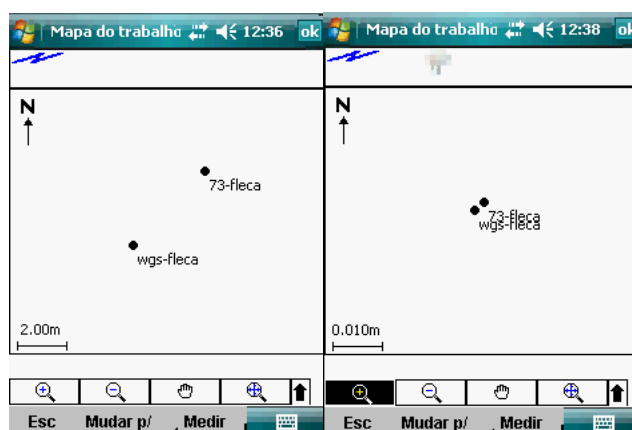 Mapa do trabalho 12:36 ok
N
73-fleca
wgs-fleca
2.00m
Esc Mudar p/ Medir
Mapa do trabalho 12:38 ok
N
73-fleca
wgs-fleca
0.010m
Esc Mudar p/ Medir